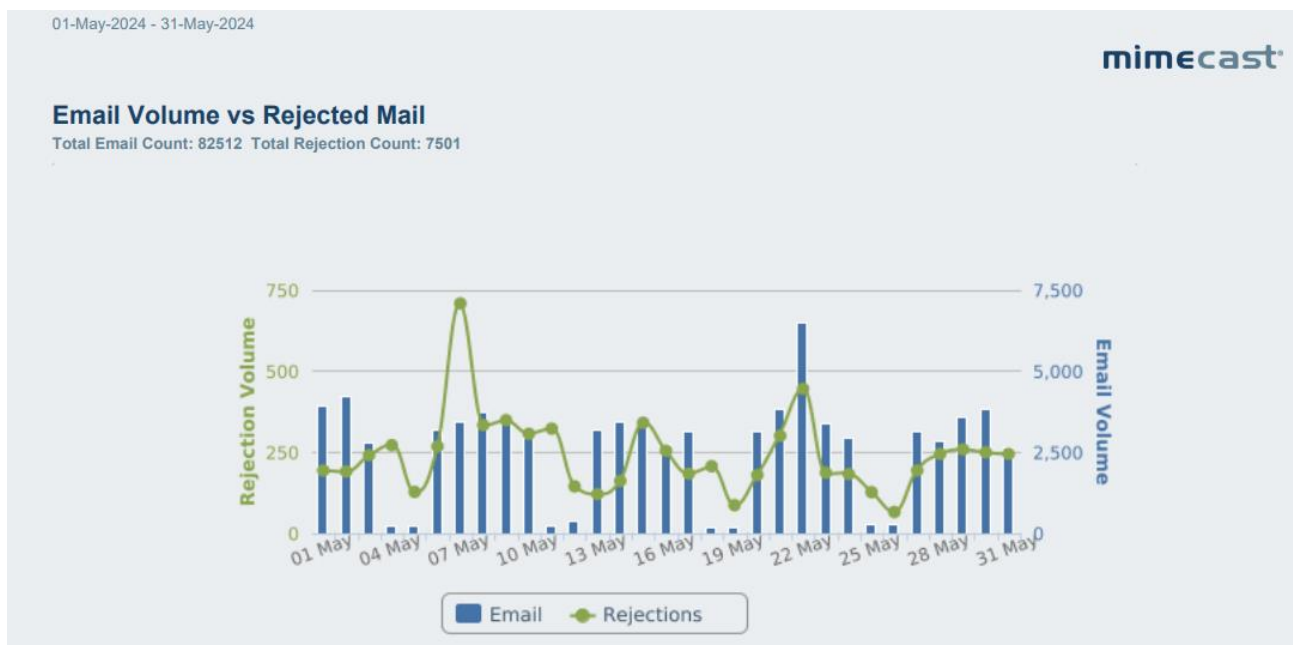 01-May-2024 - 31-May-2024
mimecast
Email Volume vs Rejected Mail
Total Email Count: 82512 Total Rejection Count: 7501
750
7,500
500
5,000
250
2,500
0
0
Rejection Volume
Email Volume
01 May 04 May 07 May 10 May 13 May 16 May 19 May 22 May 25 May 28 May 31 May
Email Rejections